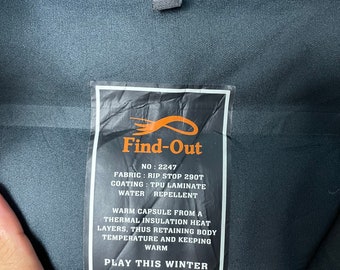 Find-Out
NO : 2247
FABRIC : RIP STOP 290T
COATING : TPU LAMINATE
WATER REPELLENT
WARM CAPSULE FROM A
THERMAL INSULATION HEAT
LAYERS, THUS RETAINING BODY
TEMPERATURE AND KEEPING
WARM
PLAY THIS WINTER